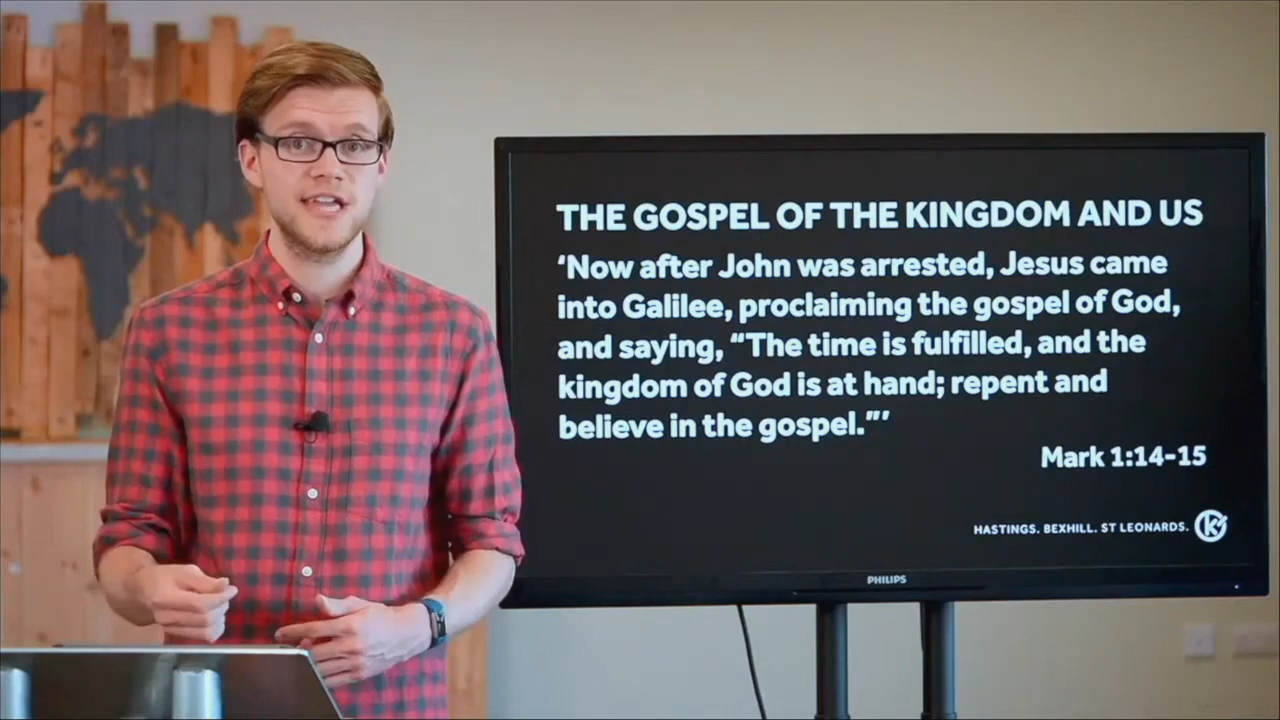 THE GOSPEL OF THE KINGDOM AND US
‘Now after John was arrested, Jesus came
into Galilee, proclaiming the gospel of God,
and saying, “The time is fulfilled, and the
kingdom of God is at hand; repent and
believe in the gospel.”’
Mark 1:14-15
HASTINGS. BEXHILL. ST LEONARDS.
K
PHILIPS